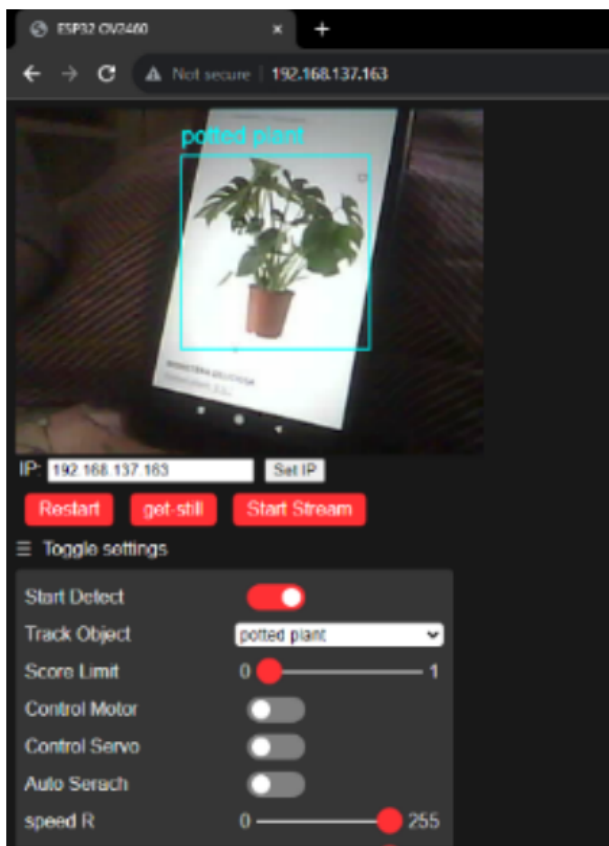 ESP32 OV2460
Not secure | 192.168.137.163
potted plant
IP: 192.168.137.163 Set IP
Restart get-still Start Stream
Toggle settings
Start Detect
Track Object potted plant
Score Limit 0 1
Control Motor
Control Servo
Auto Serach
speed R 0 255